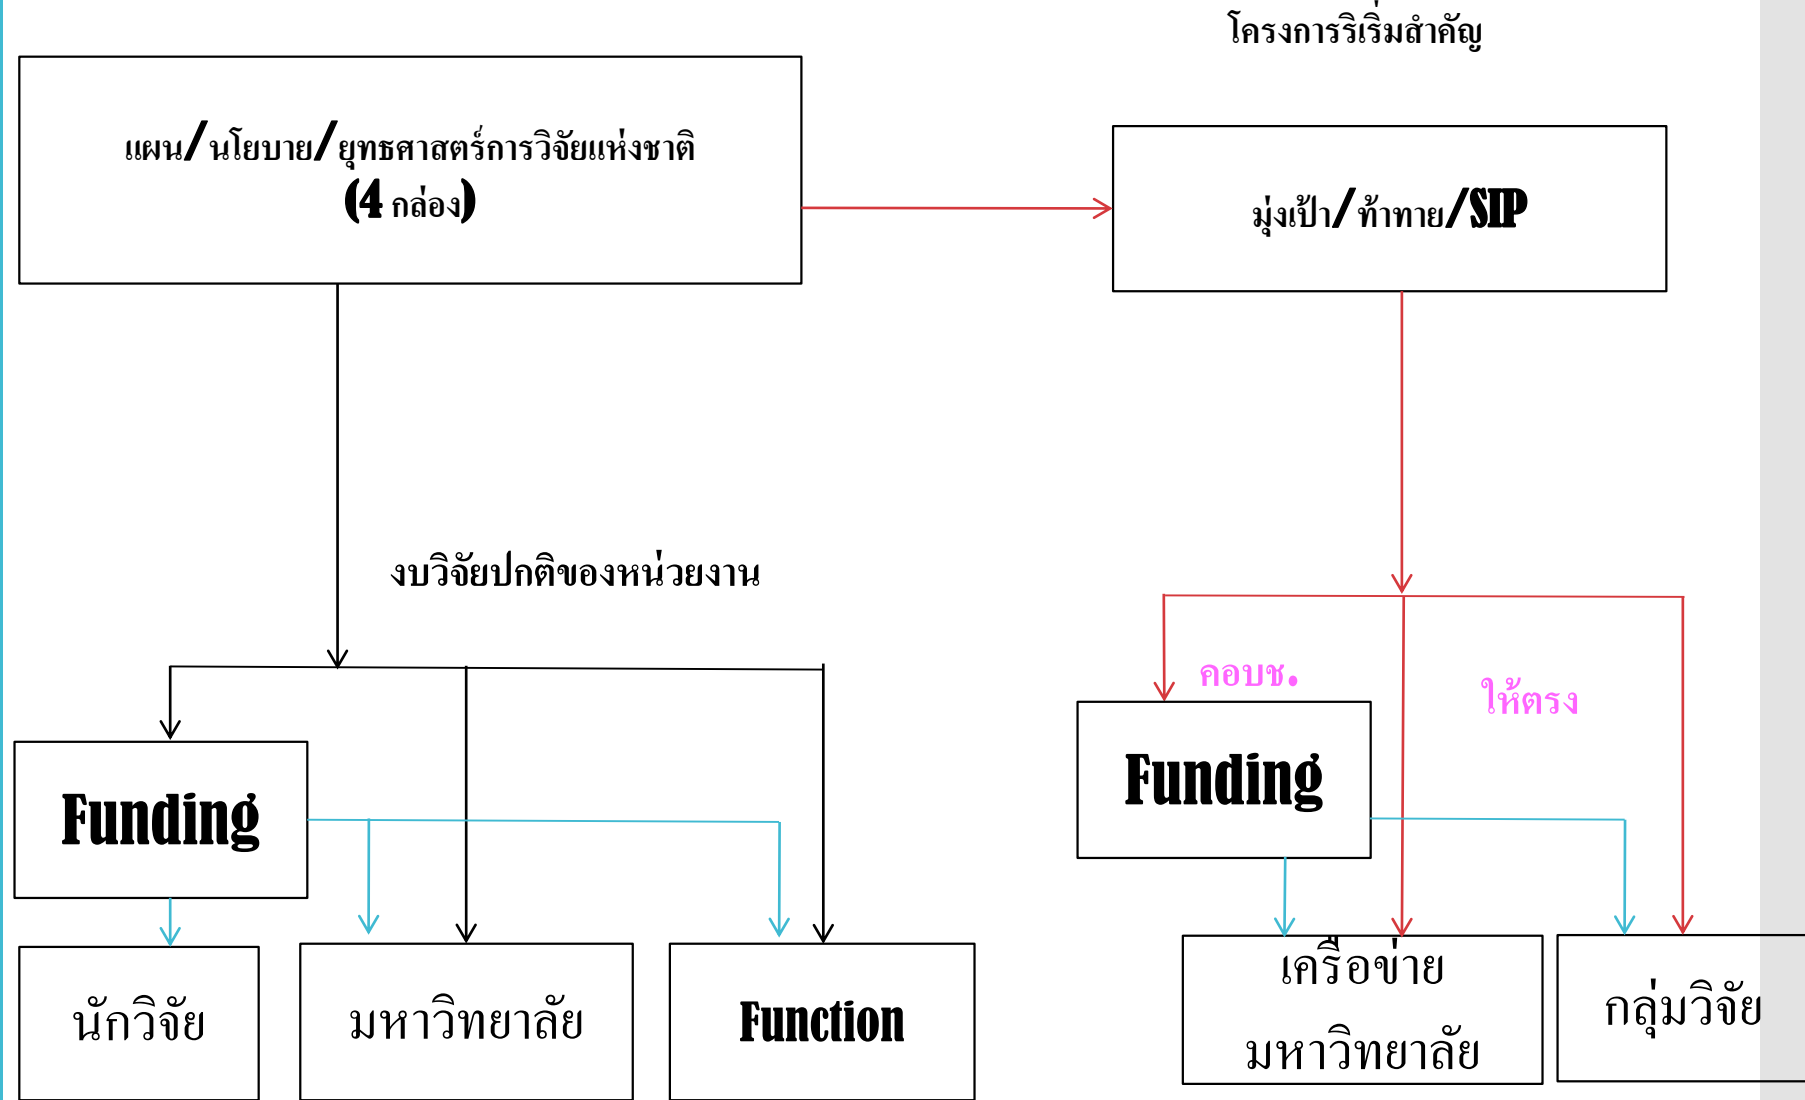 โครงการริเริ่มสำคัญ
แผน/นโยบาย/ยุทธศาสตร์การวิจัยแห่งชาติ
(4 กล่อง)
มุ่งเป้า/ท้าทาย/SIP
งบวิจัยปกติของหน่วยงาน
คอบช.
ให้ตรง
Funding
Funding
นักวิจัย
มหาวิทยาลัย
Function
เครือข่าย
มหาวิทยาลัย
กลุ่มวิจัย